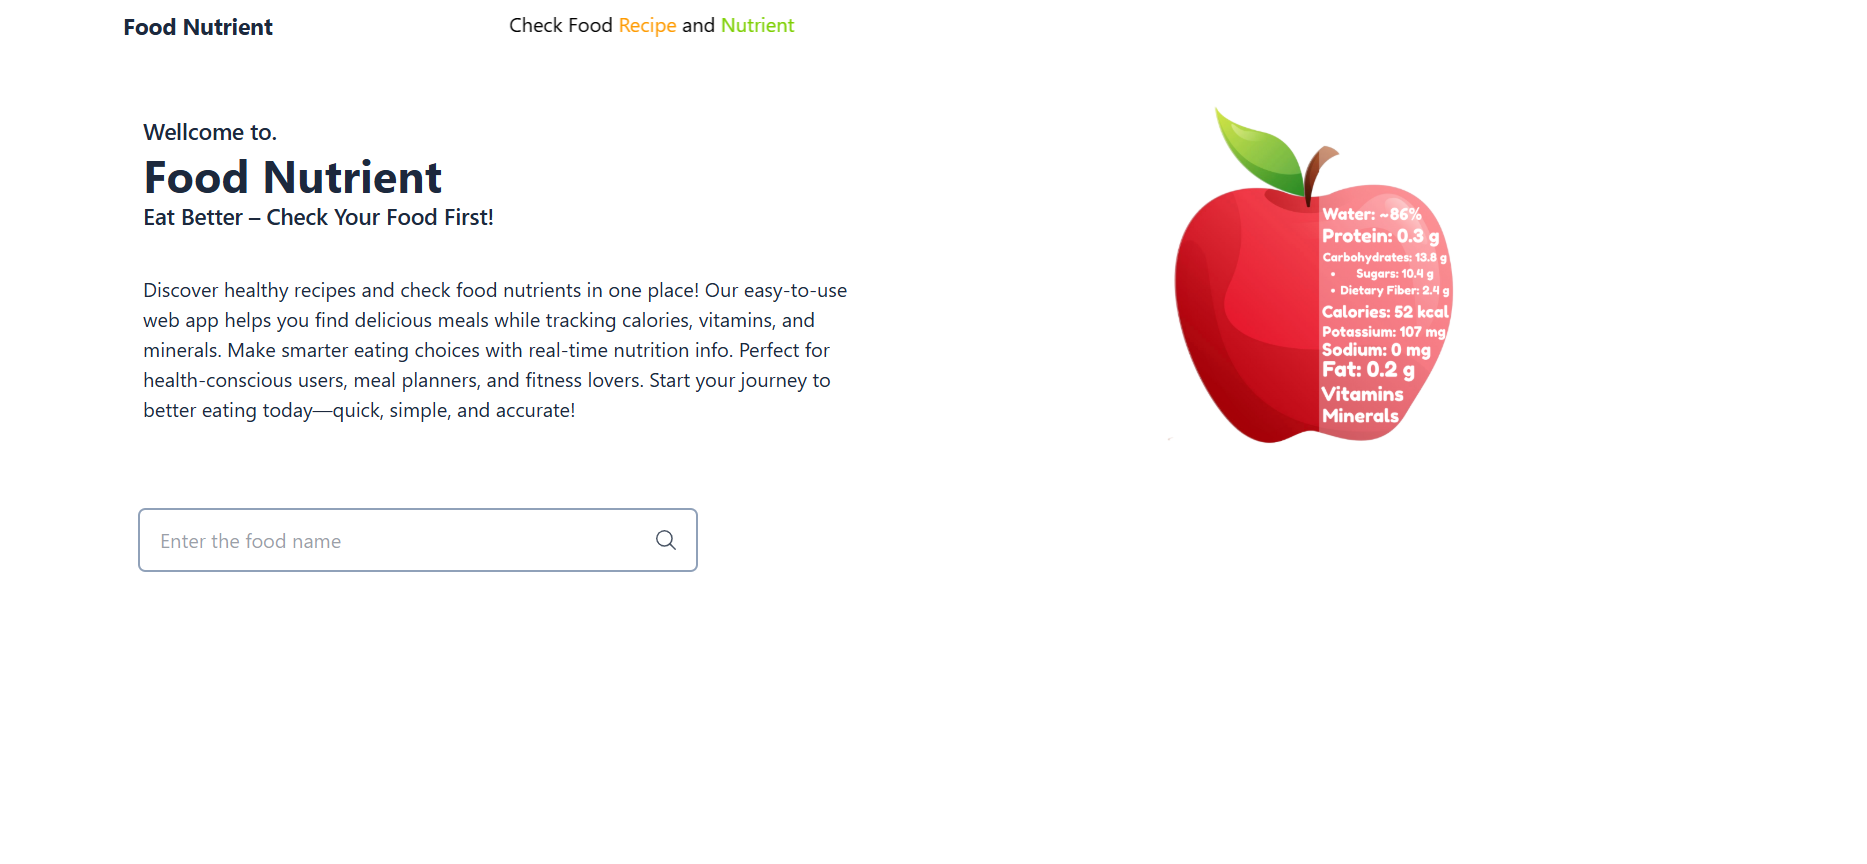 Food Nutrient
Check Food Recipe and Nutrient
Wellcome to.
Food Nutrient
Eat Better – Check Your Food First!
Discover healthy recipes and check food nutrients in one place! Our easy-to-use
web app helps you find delicious meals while tracking calories, vitamins, and
minerals. Make smarter eating choices with real-time nutrition info. Perfect for
health-conscious users, meal planners, and fitness lovers. Start your journey to
better eating today—quick, simple, and accurate!
Enter the food name
Water: ~86%
Protein: 0.3 g
Carbohydrates: 13.8 g
• Sugars: 10.4 g
• Dietary Fiber: 2.4 g
Calories: 52 kcal
Potassium: 107 mg
Sodium: 0 mg
Fat: 0.2 g
Vitamins
Minerals